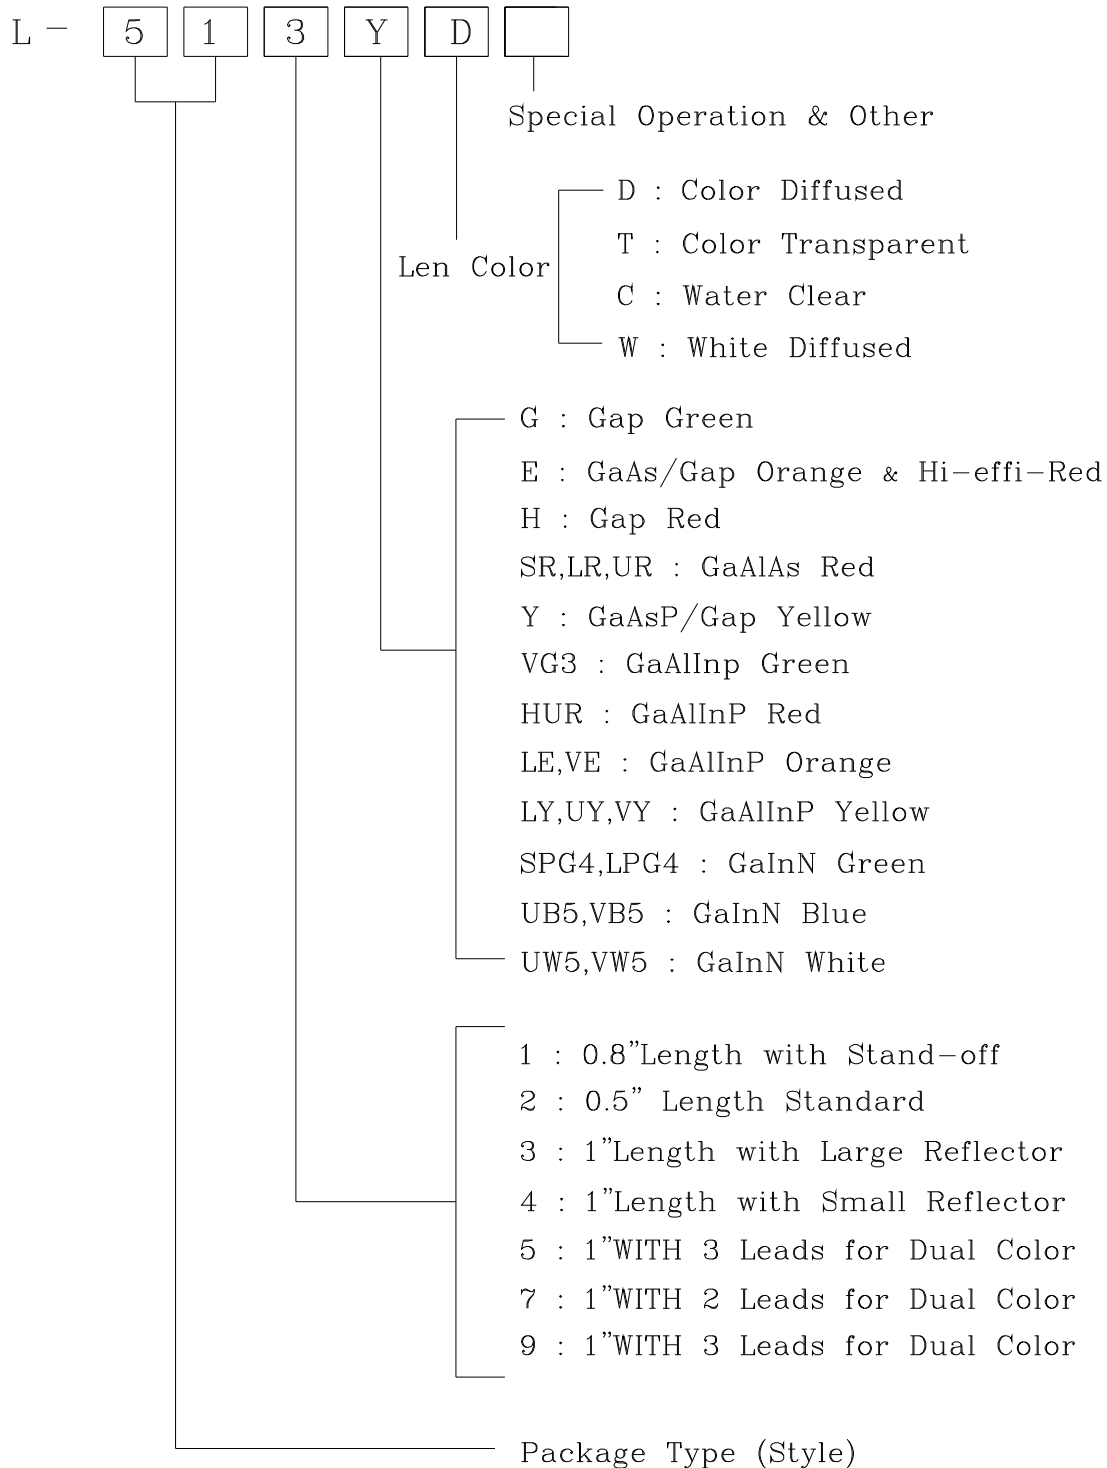 L- 5 1 3 Y D
Special Operation & Other
D : Color Diffused
T : Color Transparent
Len Color
C : Water Clear
W : White Diffused
G : Gap Green
E : GaAs/Gap Orange & Hi-effi-Red
H : Gap Red
SR,LR,UR : GaAlAs Red
Y : GaAsP/Gap Yellow
VG3 : GaAlInp Green
HUR : GaAlInP Red
LE,VE : GaAlInP Orange
LY,UY,VY : GaAlInP Yellow
SPG4,LPG4 : GaInN Green
UB5,VB5 : GaInN Blue
UW5,VW5 : GaInN White
1 : 0.8"Length with Stand-off
2 : 0.5" Length Standard
3 : 1"Length with Large Reflector
4 : 1"Length with Small Reflector
5 : 1"WITH 3 Leads for Dual Color
7 : 1"WITH 2 Leads for Dual Color
9 : 1"WITH 3 Leads for Dual Color
Package Type (Style)